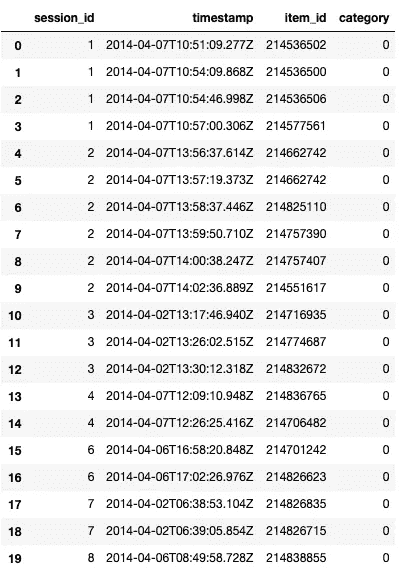 session_id timestamp item_id category
0 1 2014-04-07T10:51:09.277Z 214536502 0
1 1 2014-04-07T10:54:09.868Z 214536500 0
2 1 2014-04-07T10:54:46.998Z 214536506 0
3 1 2014-04-07T10:57:00.306Z 214577561 0
4 2 2014-04-07T13:56:37.614Z 214662742 0
5 2 2014-04-07T13:57:19.373Z 214662742 0
6 2 2014-04-07T13:58:37.446Z 214825110 0
7 2 2014-04-07T13:59:50.710Z 214757390 0
8 2 2014-04-07T14:00:38.247Z 214757407 0
9 2 2014-04-07T14:02:36.889Z 214551617 0
10 3 2014-04-02T13:17:46.940Z 214716935 0
11 3 2014-04-02T13:26:02.515Z 214774687 0
12 3 2014-04-02T13:30:12.318Z 214832672 0
13 4 2014-04-07T12:09:10.948Z 214836765 0
14 4 2014-04-07T12:26:25.416Z 214706482 0
15 6 2014-04-06T16:58:20.848Z 214701242 0
16 6 2014-04-06T17:02:26.976Z 214826623 0
17 7 2014-04-02T06:38:53.104Z 214826835 0
18 7 2014-04-02T06:39:05.854Z 214826715 0
19 8 2014-04-06T08:49:58.728Z 214838855 0